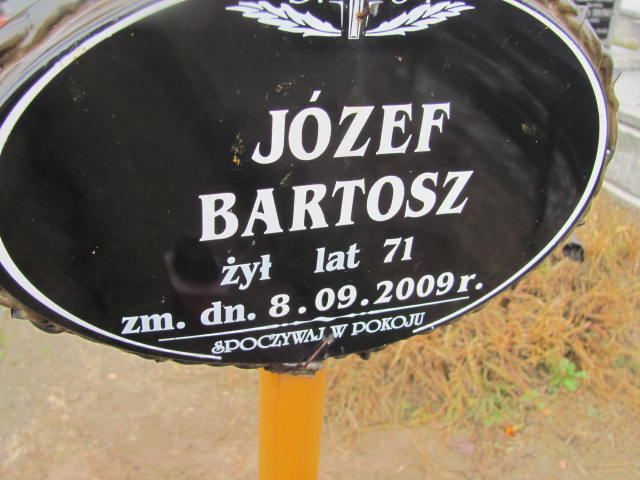 JÓZEF
BARTOSZ
żył lat 71
zm. dn. 8.09.2009 r.
SPOCZYWAJ W POKOJU